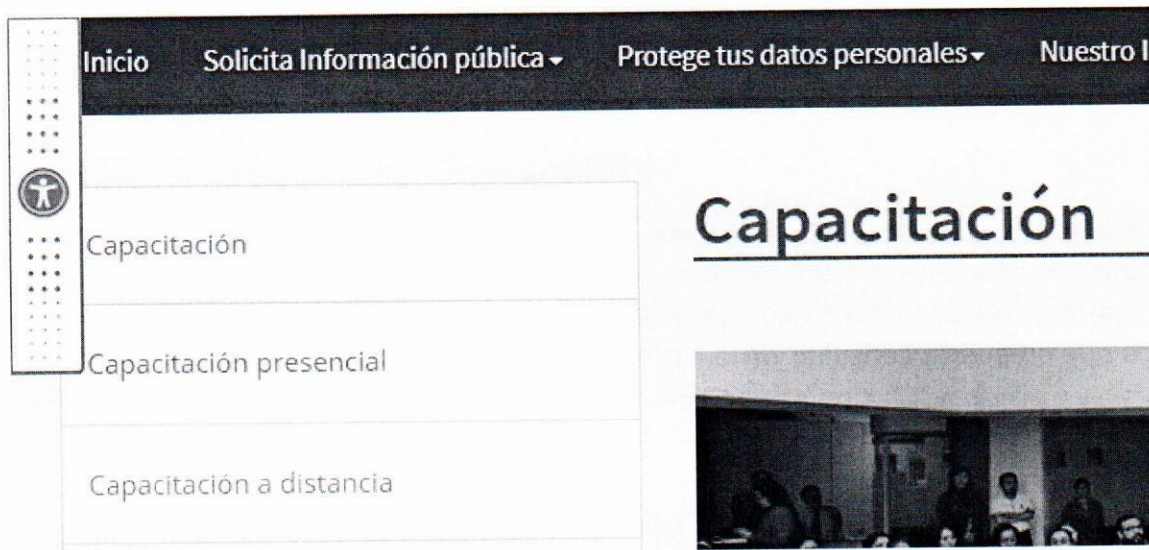 Inicio Solicita Información pública Protege tus datos personales Nuestro I
Capacitación
Capacitación presencial
Capacitación a distancia
Capacitación